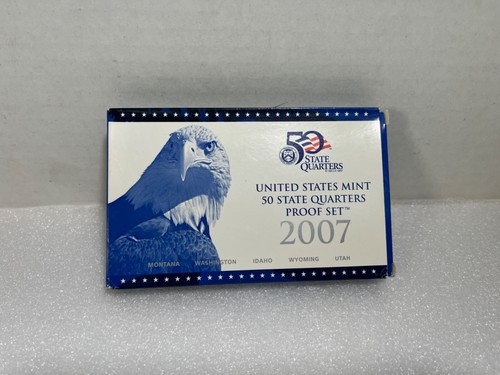 50
STATE
QUARTERS
UNITED STATES MINT
50 STATE QUARTERS
PROOF SET™
2007
MONTANA WASHINGTON IDAHO WYOMING UTAH